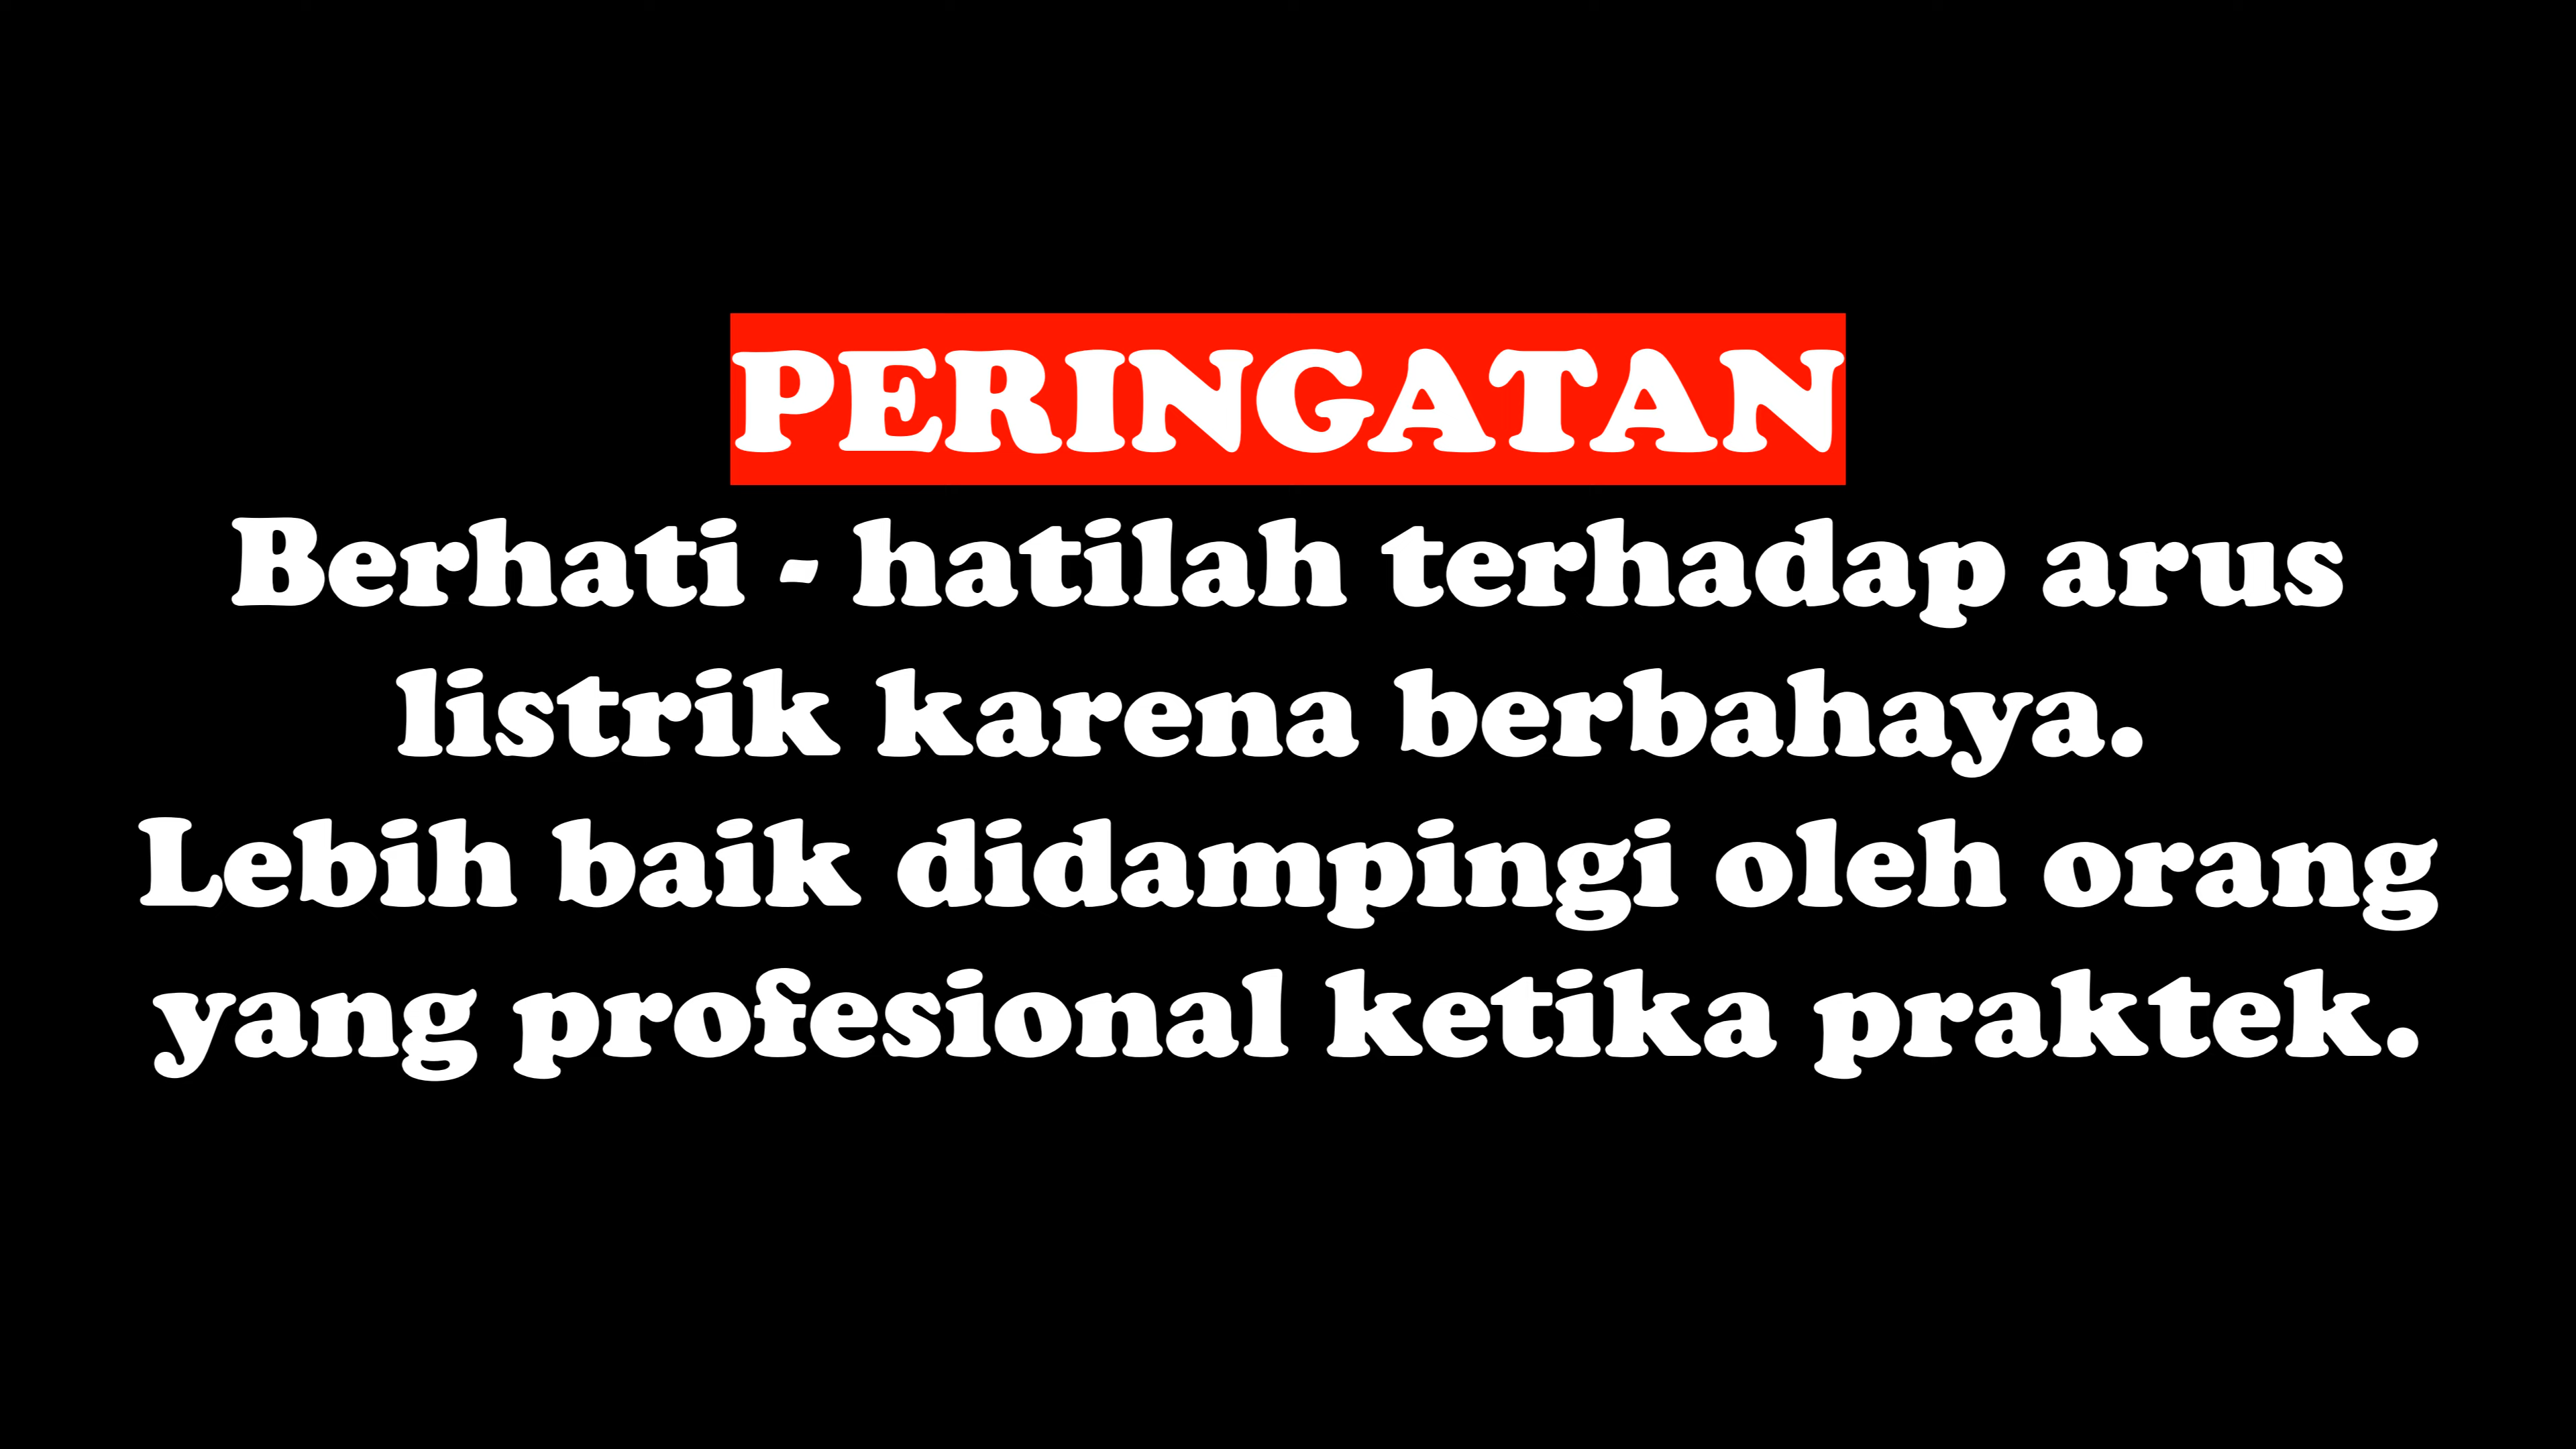 PERINGATAN
Berhati - hatilah terhadap arus
listrik karena berbahaya.
Lebih baik didampingi oleh orang
yang profesional ketika praktek.